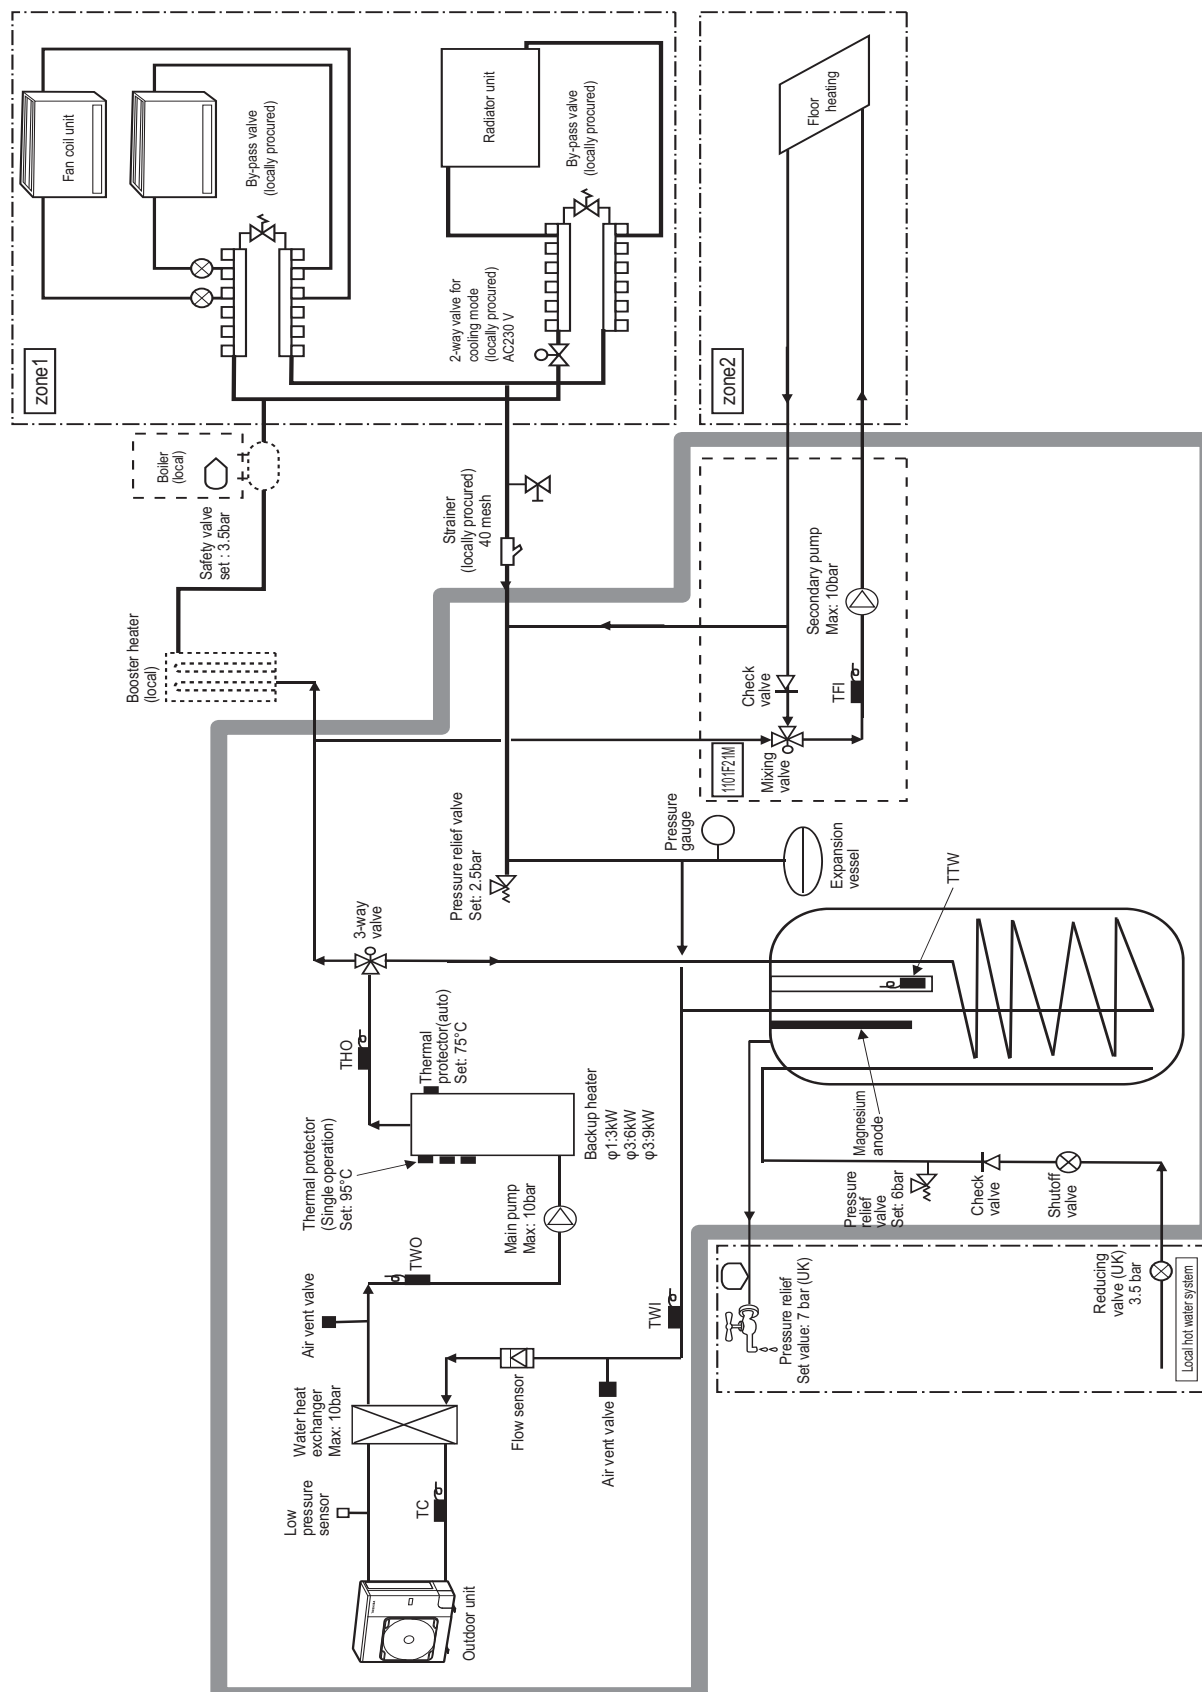 zone1
Fan coil unit
By-pass valve
(locally procured)
Radiator unit
By-pass valve
(locally procured)
2-way valve for
cooling mode
(locally procured)
AC230 V
zone2
Floor
heating
Boiler
(local)
Safety valve
set : 3.5bar
Booster heater
(local)
Strainer
(locally procured)
40 mesh
Secondary pump
Max: 10bar
Check
valve
TFI
1101F21M
Mixing
valve
Pressure relief valve
Set: 2.5bar
Pressure
gauge
Expansion
vessel
3-way
valve
TTW
THO
Thermal
protector(auto)
Set: 75°C
Thermal protector
(Single operation)
Set: 95°C
Backup heater
φ1:3kW
φ3:6kW
φ3:9kW
Main pump
Max: 10bar
Magnesium
anode
Pressure
relief
valve
Set: 6bar
Check
valve
Shutoff
valve
TWO
Air vent valve
TWI
Pressure relief
Set value: 7 bar (UK)
Reducing
valve (UK)
3.5 bar
Local hot water system
Water heat
exchanger
Max: 10bar
Flow sensor
Air vent valve
Low
pressure
sensor
TC
Outdoor unit